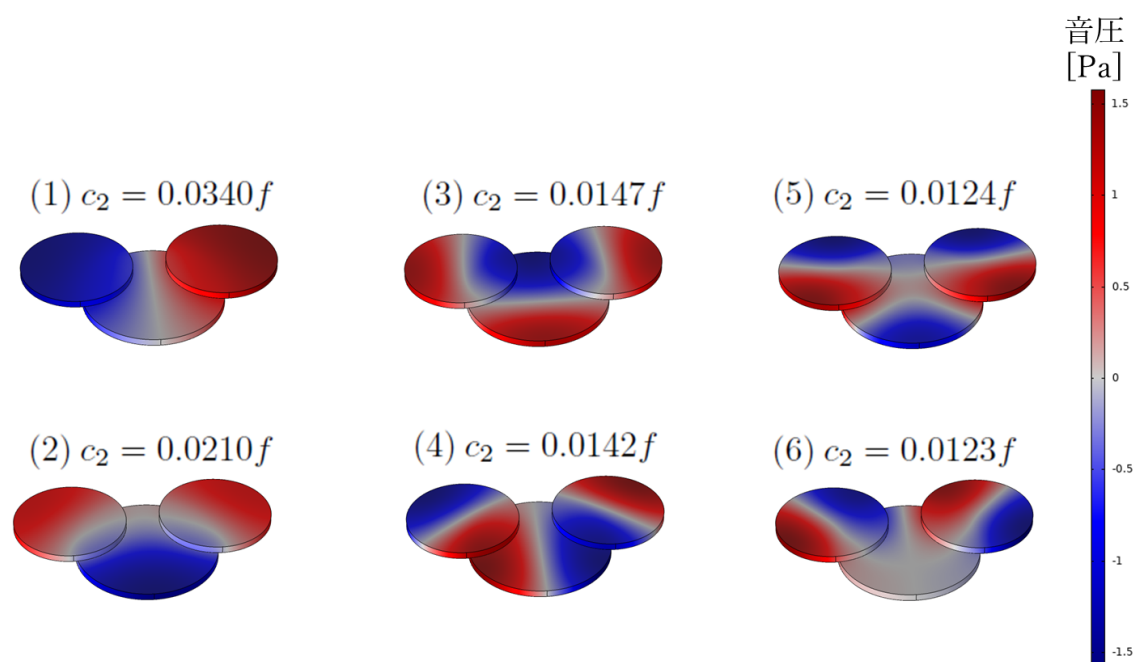 音圧
[Pa]
1.5
1
0.5
0
-0.5
-1
-1.5
(1) c₂ = 0.0340f
(3) c₂ = 0.0147f
(5) c₂ = 0.0124f
(2) c₂ = 0.0210f
(4) c₂ = 0.0142f
(6) c₂ = 0.0123f